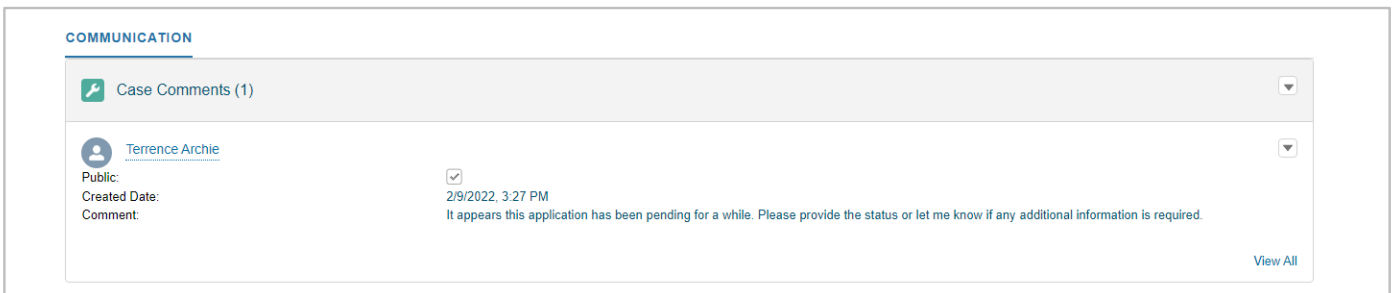 COMMUNICATION
Case Comments (1)
Terrence Archie
Public:
Created Date: 2/9/2022, 3:27 PM
Comment: It appears this application has been pending for a while. Please provide the status or let me know if any additional information is required.
View All